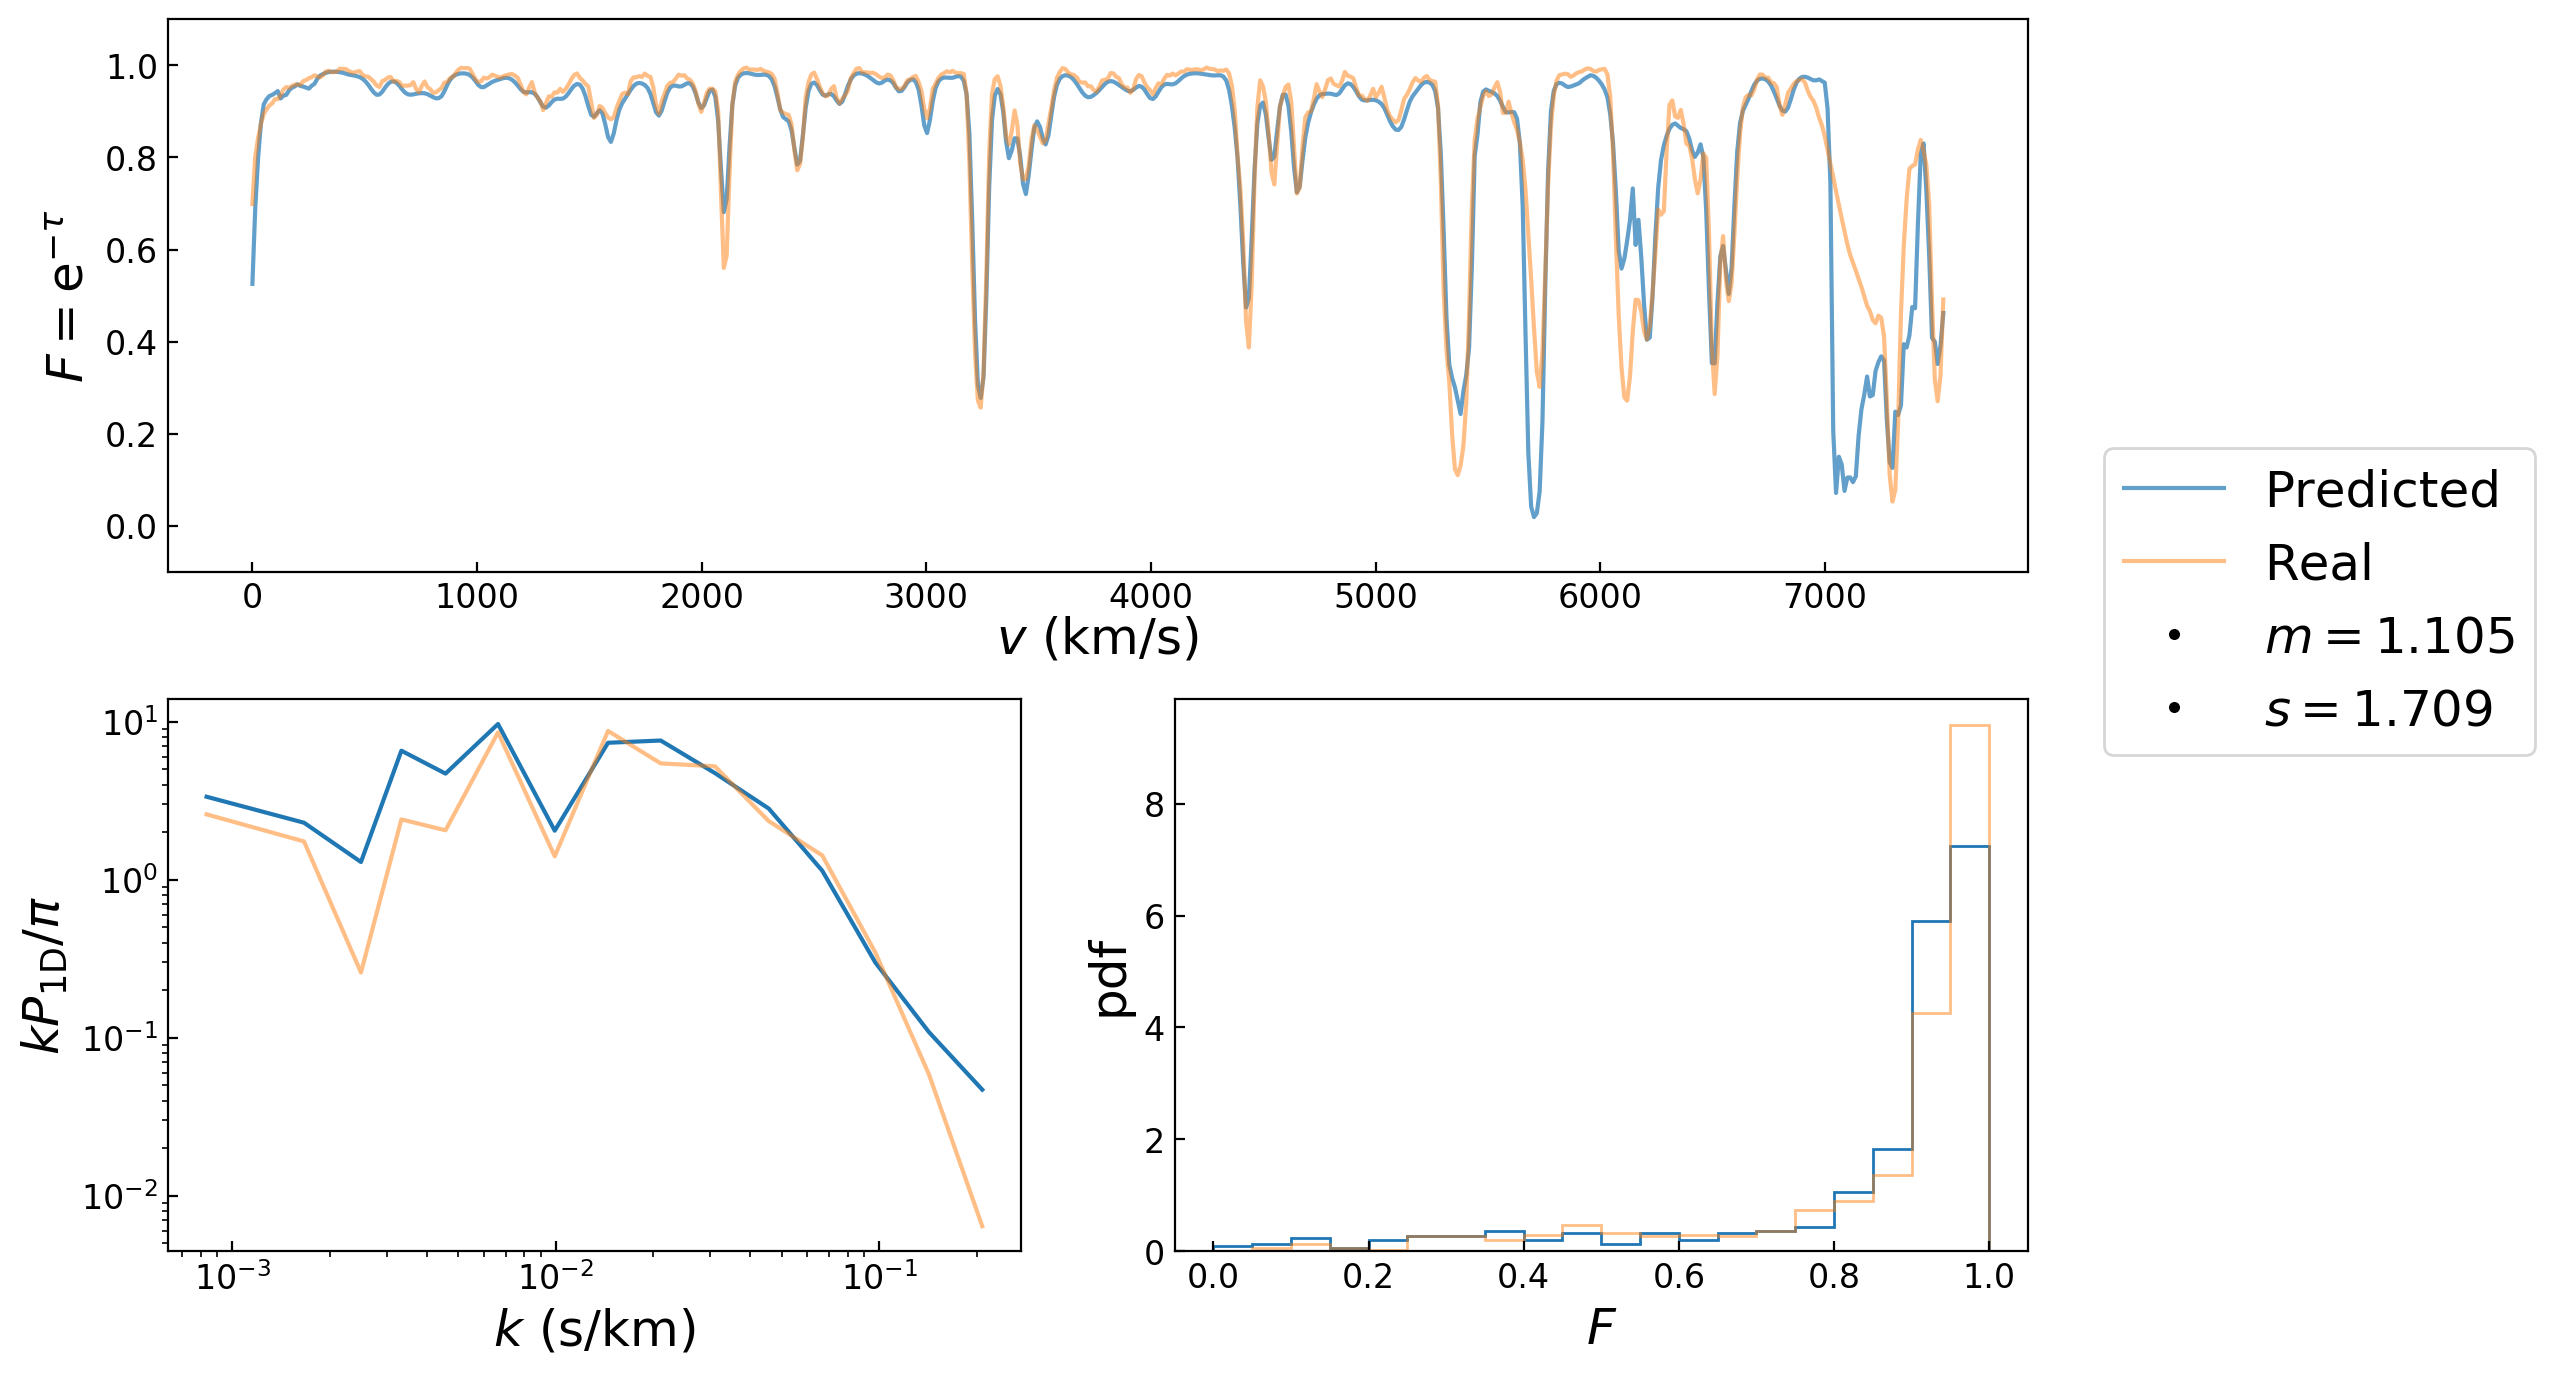 1.0
0.8
0.6
0.4
0.2
0.0
F = e^{-τ}
0 1000 2000 3000 4000 5000 6000 7000
v (km/s)
Predicted
Real
m = 1.105
s = 1.709
10^1
10^0
10^{-1}
10^{-2}
kP_{1D}/π
10^{-3} 10^{-2} 10^{-1}
k (s/km)
8
6
4
2
0
pdf
0.0 0.2 0.4 0.6 0.8 1.0
F